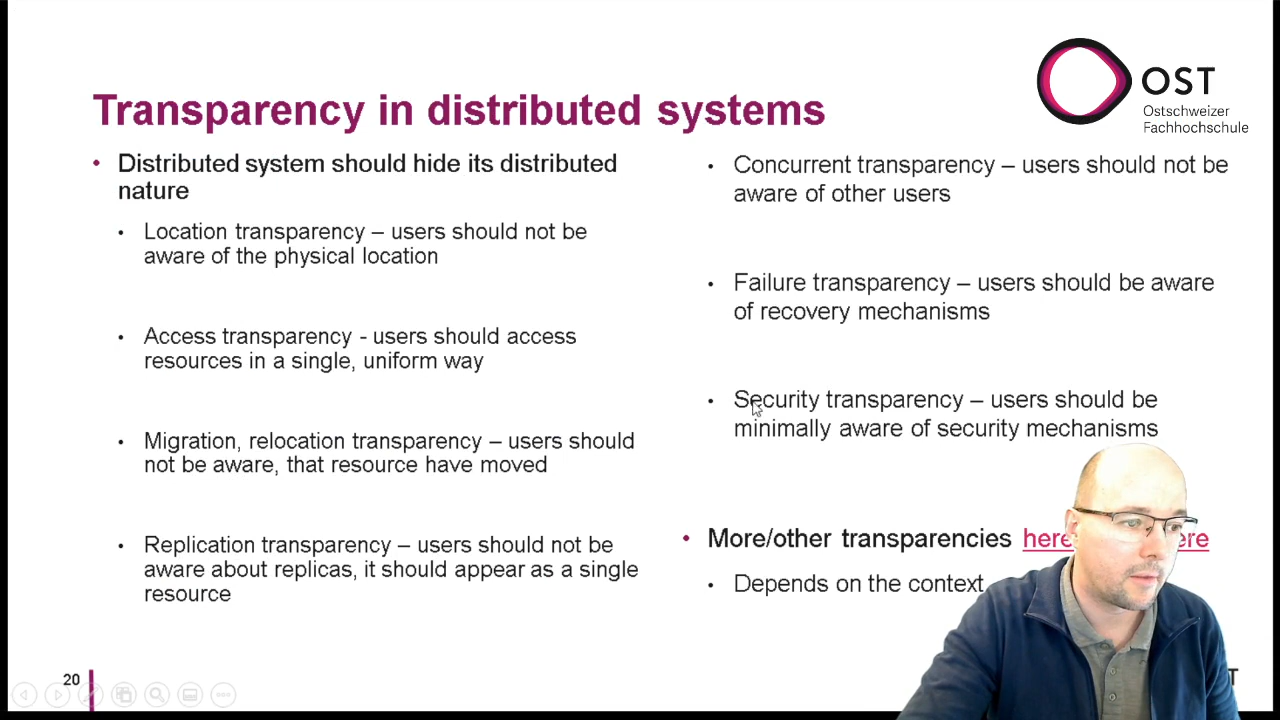 OST
Ostschweizer
Fachhochschule
Transparency in distributed systems
• Distributed system should hide its distributed
nature
• Location transparency – users should not be
aware of the physical location
• Access transparency - users should access
resources in a single, uniform way
• Migration, relocation transparency – users should
not be aware, that resource have moved
• Replication transparency – users should not be
aware about replicas, it should appear as a single
resource
• Concurrent transparency – users should not be
aware of other users
• Failure transparency – users should be aware
of recovery mechanisms
• Security transparency – users should be
minimally aware of security mechanisms
• More/other transparencies here
• Depends on the context
20